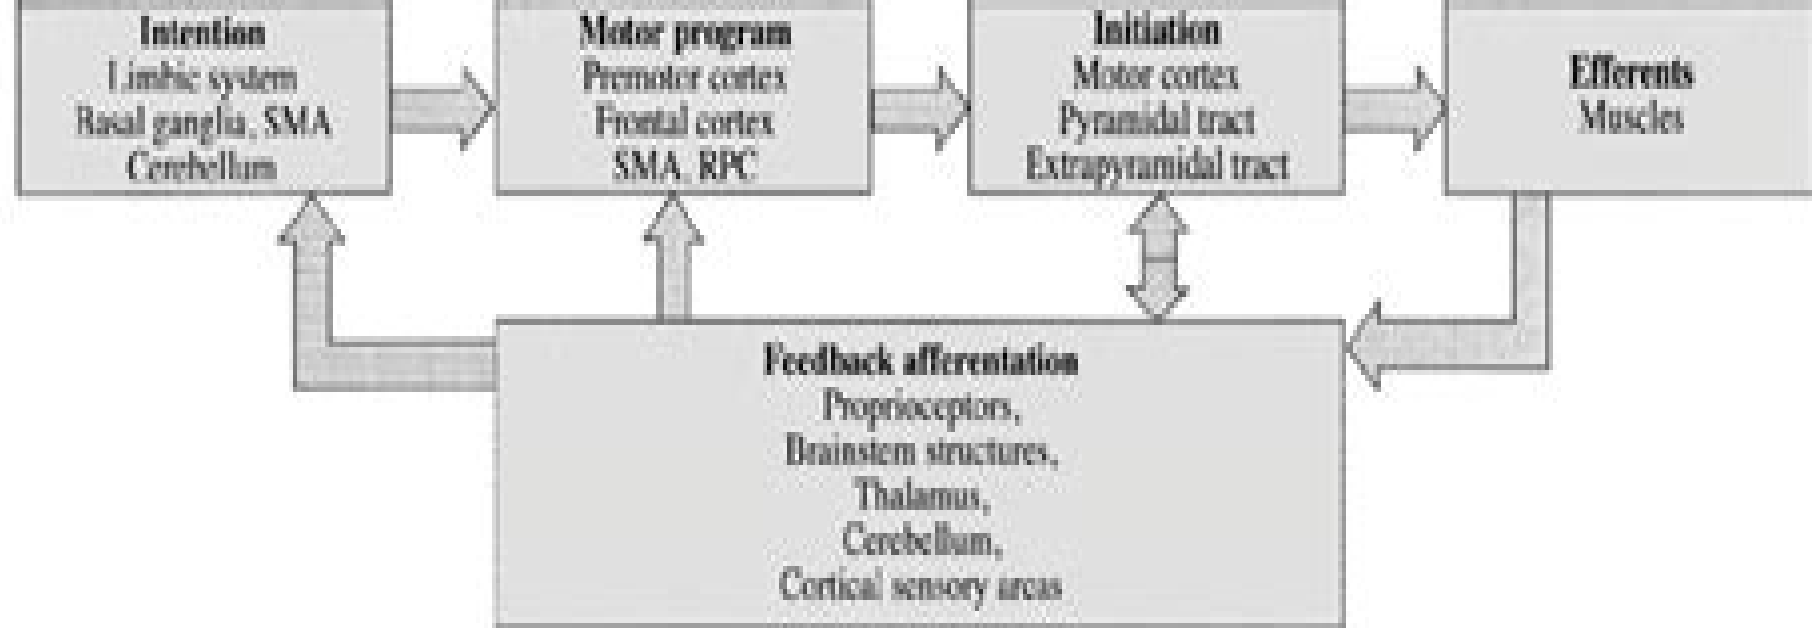 Intention
Limbic system
Basal ganglia, SMA
Cerebellum
Motor program
Premotor cortex
Frontal cortex
SMA, RPC
Initiation
Motor cortex
Pyramidal tract
Extrapyramidal tract
Efferents
Muscles
Feedback afferentation
Proprioceptors,
Brainstem structures,
Thalamus,
Cerebellum,
Cortical sensory areas